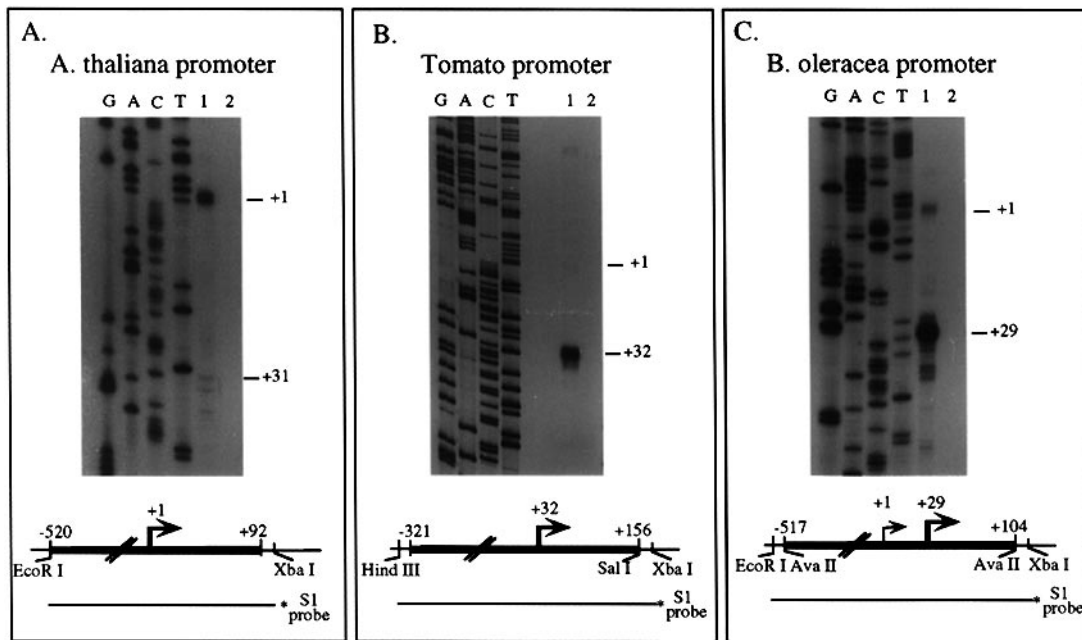 A.
A. thaliana promoter
G A C T 1 2
+1
+31
+1
-520
+92
EcoR I
Xba I
* S1
probe
B.
Tomato promoter
G A C T 1 2
+1
+32
+32
-321
+156
Hind III
Sal I
Xba I
* S1
probe
C.
B. oleracea promoter
G A C T 1 2
+1
+29
+1
+29
-517
+104
EcoR I
Ava II
Ava II
Xba I
* S1
probe